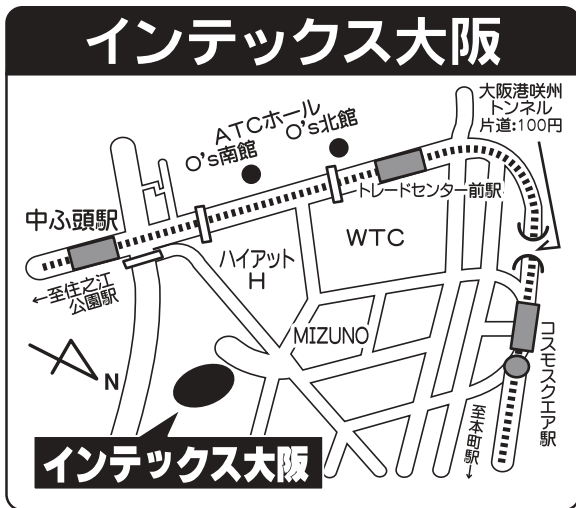 インテックス大阪
大阪港咲州
トンネル
片道:100円
ATCホール
O's南館
O's北館
トレードセンター前駅
中ふ頭駅
WTC
ハイアット
H
←至住之江
公園駅
MIZUNO
コスモスクエア駅
N
至本町駅→
インテックス大阪